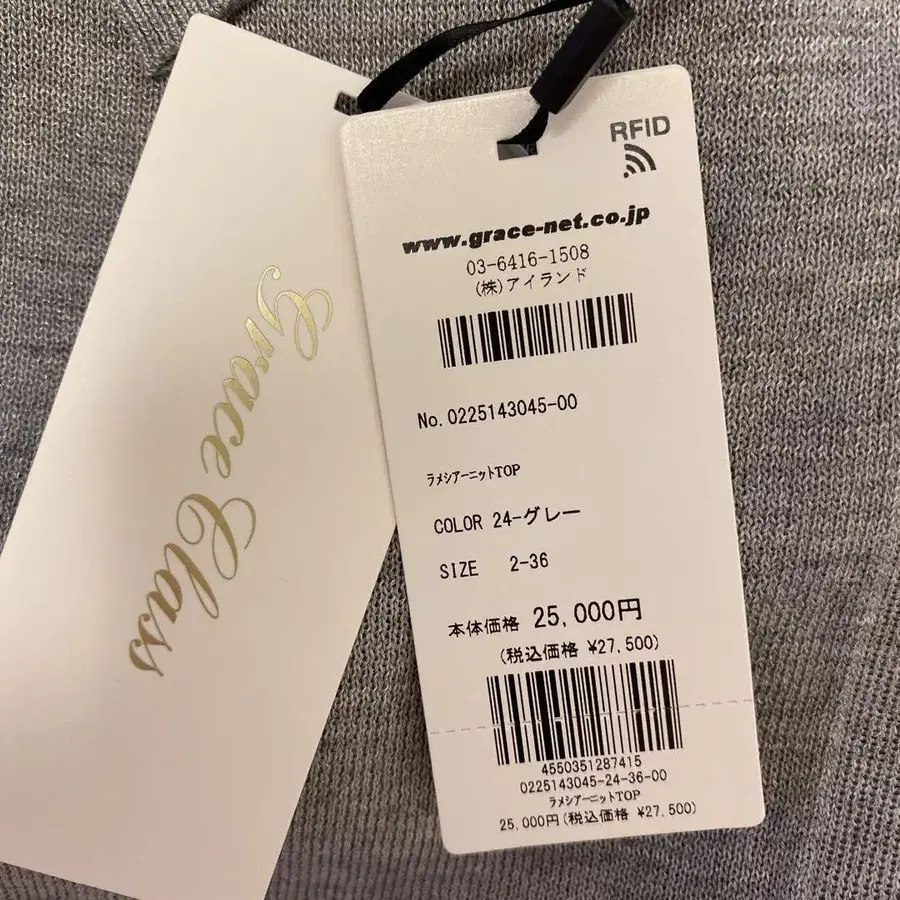 Grace Class
RFID
www.grace-net.co.jp
03-6416-1508
(株)アイランド
No. 0225143045-00
ラメシアーニットTOP
COLOR 24-グレー
SIZE 2-36
本体価格 25,000円
(税込価格 ¥27,500)
4550351287415
0225143045-24-36-00
ラメシアーニットTOP
25,000円(税込価格 ¥27,500)